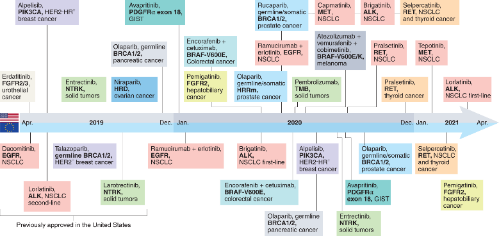 Alpelisib,
PIK3CA, HER2⁻HR⁺
breast cancer
Avapritinib,
PDGFRα exon 18,
GIST
Rucaparib,
germline/somatic
BRCA1/2,
prostate cancer
Capmatinib,
MET,
NSCLC
Brigatinib,
ALK,
NSCLC
Selpercatinib,
RET, NSCLC
and thyroid cancer
Olaparib, germline
BRCA1/2,
pancreatic cancer
Encorafenib +
cetuximab,
BRAF-V600E,
Colorectal cancer
Ramucirumab +
erlotinib, EGFR,
NSCLC
Atezolizumab +
vemurafenib +
cobimetinib,
BRAF-V600E/K,
melanoma
Pralsetinib,
RET,
NSCLC
Tepotinib,
MET,
NSCLC
Erdafitinib,
FGFR2/3,
urothelial
cancer
Entrectinib,
NTRK,
solid tumors
Niraparib,
HRD,
ovarian cancer
Pemigatinib,
FGFR2,
hepatobiliary
cancer
Olaparib,
germline/somatic
HRRm,
prostate cancer
Pembrolizumab,
TMB,
solid tumors
Pralsetinib,
RET,
thyroid cancer
Lorlatinib,
ALK,
NSCLC first-line
Apr. 2019 Dec. Jan. 2020 Dec. Jan. 2021 Apr.
Dacomitinib,
EGFR,
NSCLC
Talazoparib,
germline BRCA1/2,
HER2⁻ breast cancer
Ramucirumab + erlotinib,
EGFR,
NSCLC
Brigatinib,
ALK,
NSCLC first-line
Alpelisib,
PIK3CA,
HER2⁻HR⁺
breast cancer
Olaparib,
germline/somatic
BRCA1/2,
prostate cancer
Selpercatinib,
RET, NSCLC
and thyroid
cancer
Lorlatinib,
ALK, NSCLC
second-line
Larotrectinib,
NTRK,
solid tumors
Encorafenib + cetuximab,
BRAF-V600E,
colorectal cancer
Avapritinib,
PDGFRα
exon 18, GIST
Pemigatinib,
FGFR2,
hepatobiliary
cancer
Olaparib, germline
BRCA1/2,
pancreatic cancer
Entrectinib,
NTRK,
solid tumors
Previously approved in the United States